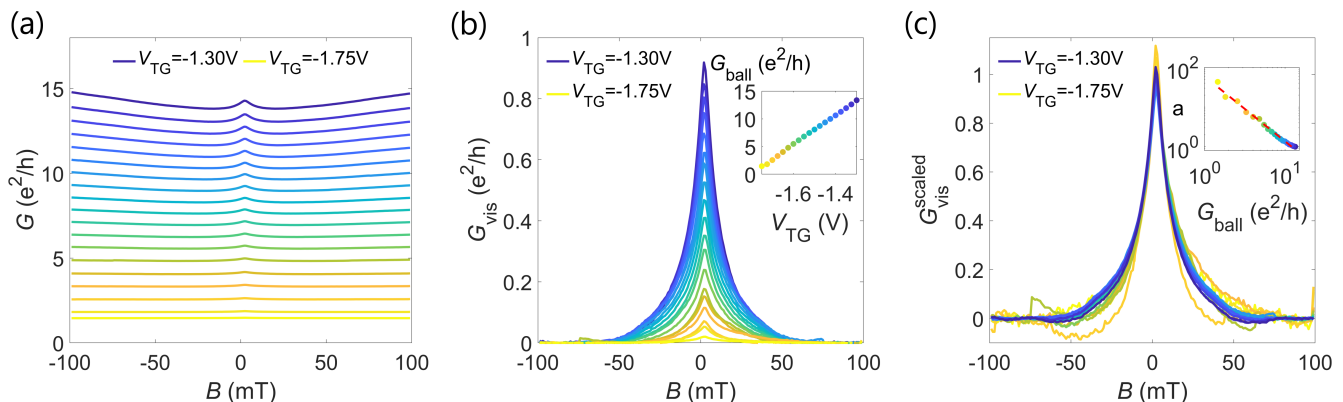 (a)
V_TG=-1.30V V_TG=-1.75V
15
10
5
0
G (e²/h)
-100 -50 0 50 100
B (mT)
(b)
V_TG=-1.30V
V_TG=-1.75V
1
0.8
0.6
0.4
0.2
0
G_vis (e²/h)
-100 -50 0 50 100
B (mT)
G_ball (e²/h)
15
10
5
0
-1.6 -1.4
V_TG (V)
(c)
V_TG=-1.30V
V_TG=-1.75V
1
0.8
0.6
0.4
0.2
0
G_vis^scaled
-100 -50 0 50 100
B (mT)
10²
a
10⁰
10⁰ 10¹
G_ball (e²/h)